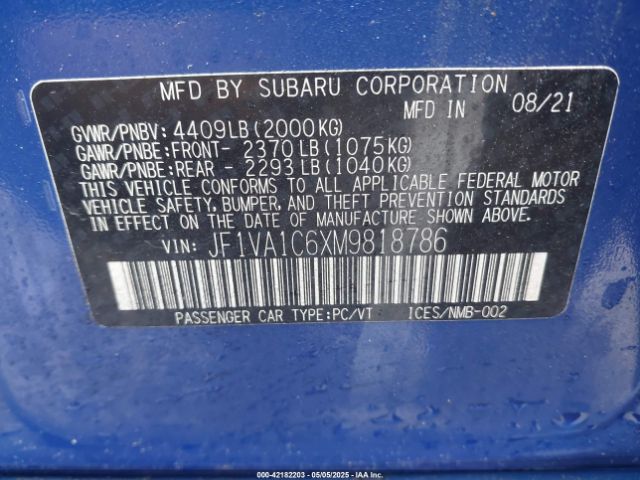 MFD BY SUBARU CORPORATION
MFD IN 08/21
GVWR/PNBV: 4409LB(2000KG)
GAWR/PNBE:FRONT- 2370LB(1075KG)
GAWR/PNBE:REAR - 2293LB(1040KG)
THIS VEHICLE CONFORMS TO ALL APPLICABLE FEDERAL MOTOR
VEHICLE SAFETY, BUMPER, AND THEFT PREVENTION STANDARDS
IN EFFECT ON THE DATE OF MANUFACTURE SHOWN ABOVE.
VIN: JF1VA1C6XM9818786
PASSENGER CAR TYPE:PC/VT ICES/NMB-002
000-42182203 - 05/05/2025 - IAA Inc.